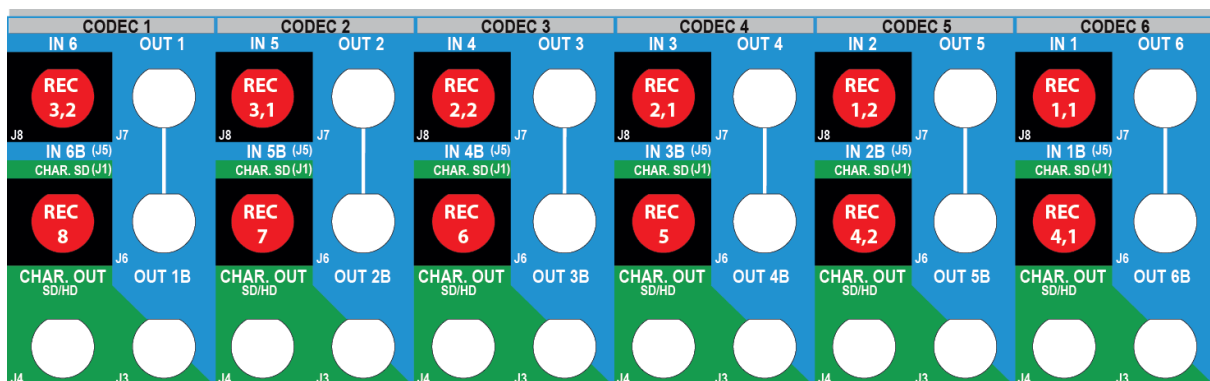 CODEC 1 CODEC 2 CODEC 3 CODEC 4 CODEC 5 CODEC 6
IN 6 OUT 1 IN 5 OUT 2 IN 4 OUT 3 IN 3 OUT 4 IN 2 OUT 5 IN 1 OUT 6
REC REC REC REC REC REC
3,2 3,1 2,2 2,1 1,2 1,1
J8 J7 J8 J7 J8 J7 J8 J7 J8 J7 J8 J7
IN 6B (J5) IN 5B (J5) IN 4B (J5) IN 3B (J5) IN 2B (J5) IN 1B (J5)
CHAR. SD (J1) CHAR. SD (J1) CHAR. SD (J1) CHAR. SD (J1) CHAR. SD (J1) CHAR. SD (J1)
REC REC REC REC REC REC
8 7 6 5 4,2 4,1
J6 J6 J6 J6 J6 J6
CHAR. OUT OUT 1B CHAR. OUT OUT 2B CHAR. OUT OUT 3B CHAR. OUT OUT 4B CHAR. OUT OUT 5B CHAR. OUT OUT 6B
SD/HD SD/HD SD/HD SD/HD SD/HD SD/HD
J4 J3 J4 J3 J4 J3 J4 J3 J4 J3 J4 J3